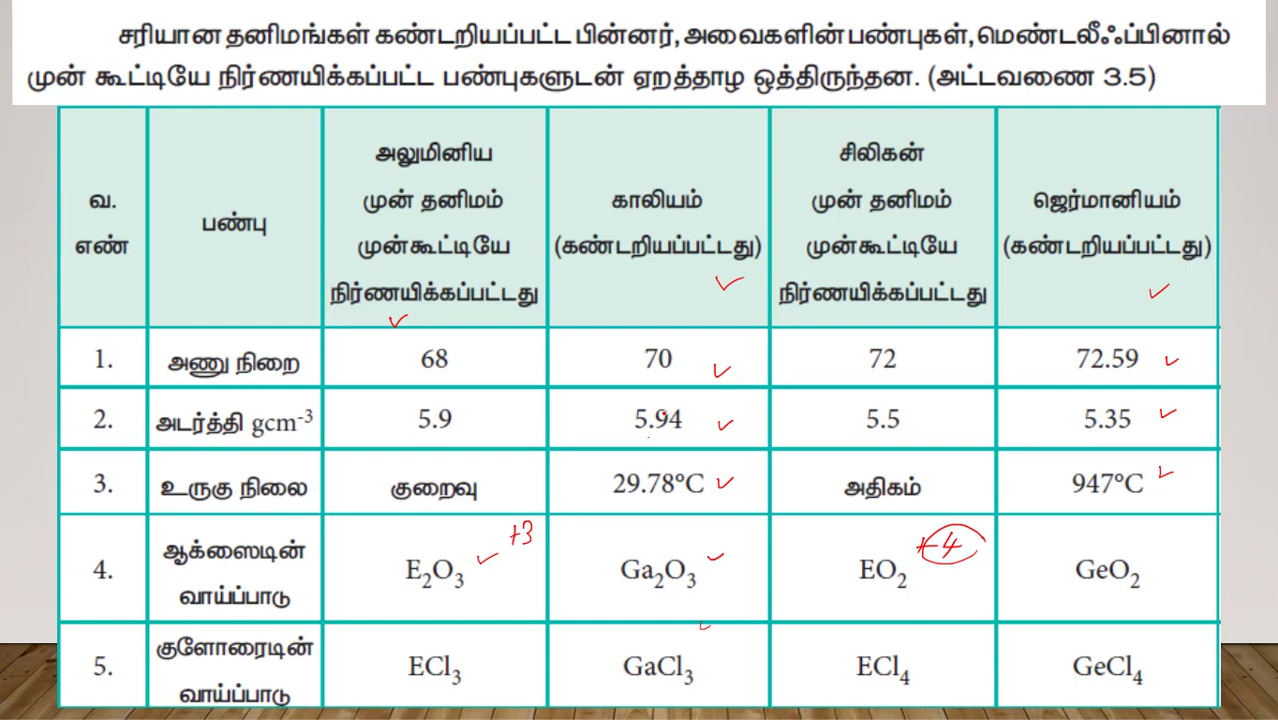 சரியான தனிமங்கள் கண்டறியப்பட்ட பின்னர், அவைகளின் பண்புகள், மெண்டலீஃப்பினால்
முன் கூட்டியே நிர்ணயிக்கப்பட்ட பண்புகளுடன் ஏறத்தாழ ஒத்திருந்தன. (அட்டவணை 3.5)
வ. எண்
பண்பு
அலுமினிய முன் தனிமம் முன்கூட்டியே நிர்ணயிக்கப்பட்டது
காலியம் (கண்டறியப்பட்டது)
சிலிகன் முன் தனிமம் முன்கூட்டியே நிர்ணயிக்கப்பட்டது
ஜெர்மானியம் (கண்டறியப்பட்டது)
1. அணு நிறை 68 70 72 72.59
2. அடர்த்தி gcm⁻³ 5.9 5.94 5.5 5.35
3. உருகு நிலை குறைவு 29.78°C அதிகம் 947°C
4. ஆக்ஸைடின் வாய்ப்பாடு E₂O₃ +3 Ga₂O₃ EO₂ +4 GeO₂
5. குளோரைடின் வாய்ப்பாடு ECl₃ GaCl₃ ECl₄ GeCl₄